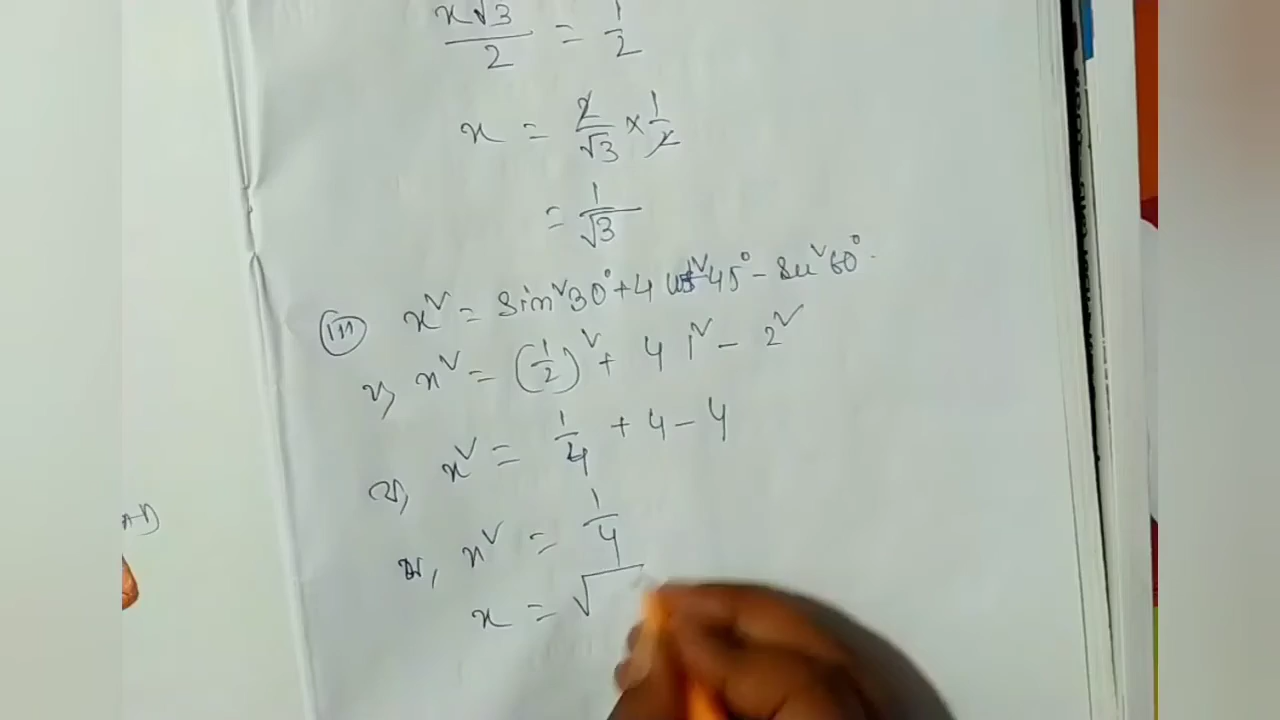 x√3/2 = 1/2
x = 2/√3 × 1/2
= 1/√3
(iii) x² = Sin²30° + 4 cot²45° - Sec²60°.
বা, x² = (1/2)² + 4 1² - 2²
বা, x² = 1/4 + 4 - 4
বা, x² = 1/4
x = √